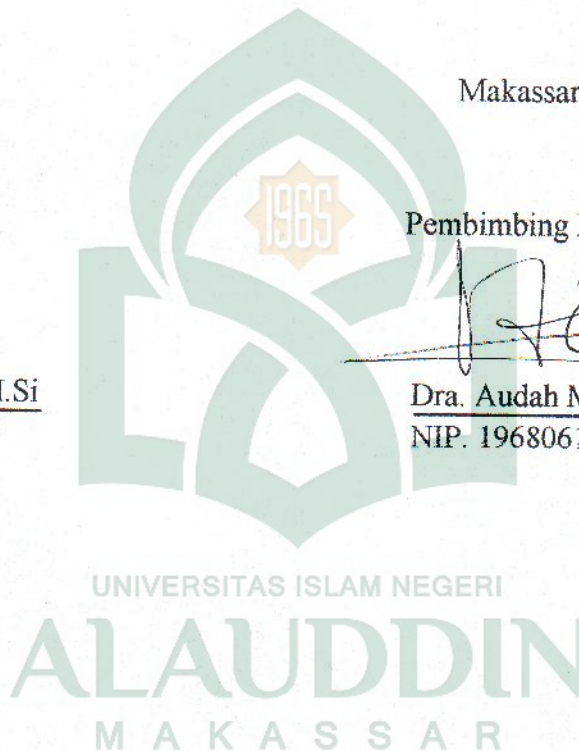 Makassar
1965
Pembimbing
I.Si
Dra. Audah M
NIP. 1968061
UNIVERSITAS ISLAM NEGERI
ALAUDDIN
MAKASSAR